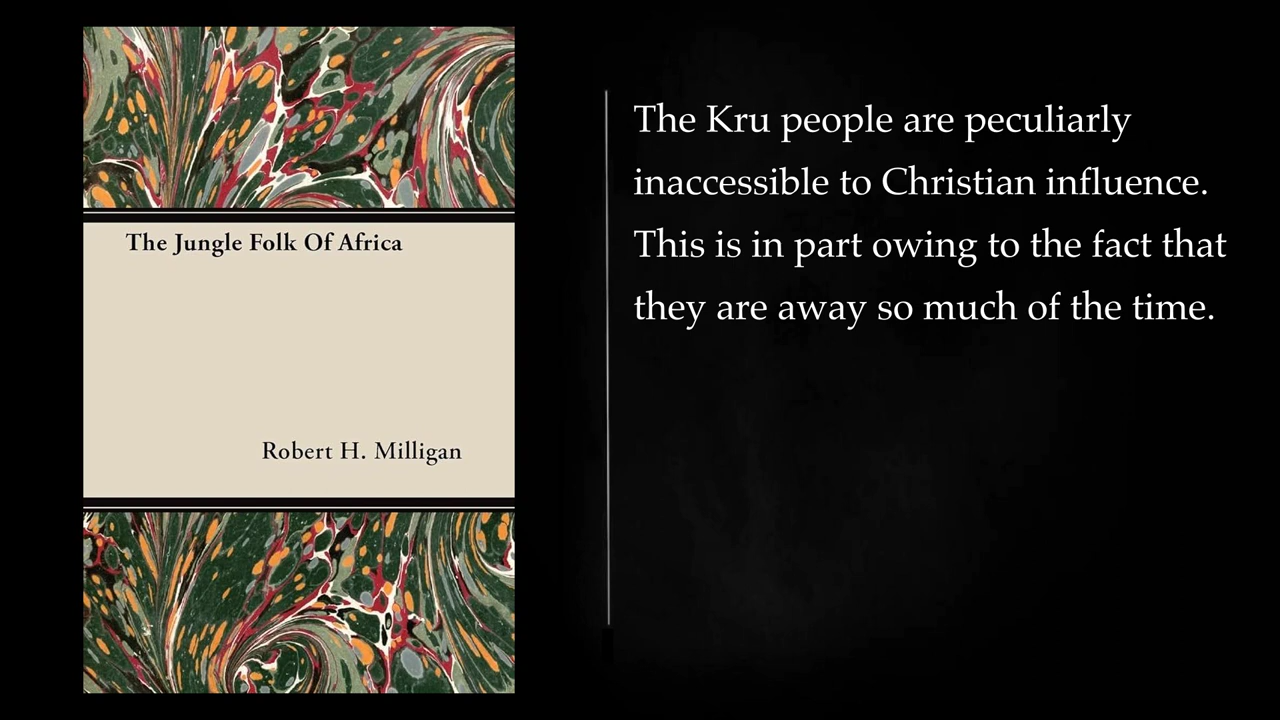 The Jungle Folk Of Africa
Robert H. Milligan
The Kru people are peculiarly
inaccessible to Christian influence.
This is in part owing to the fact that
they are away so much of the time.